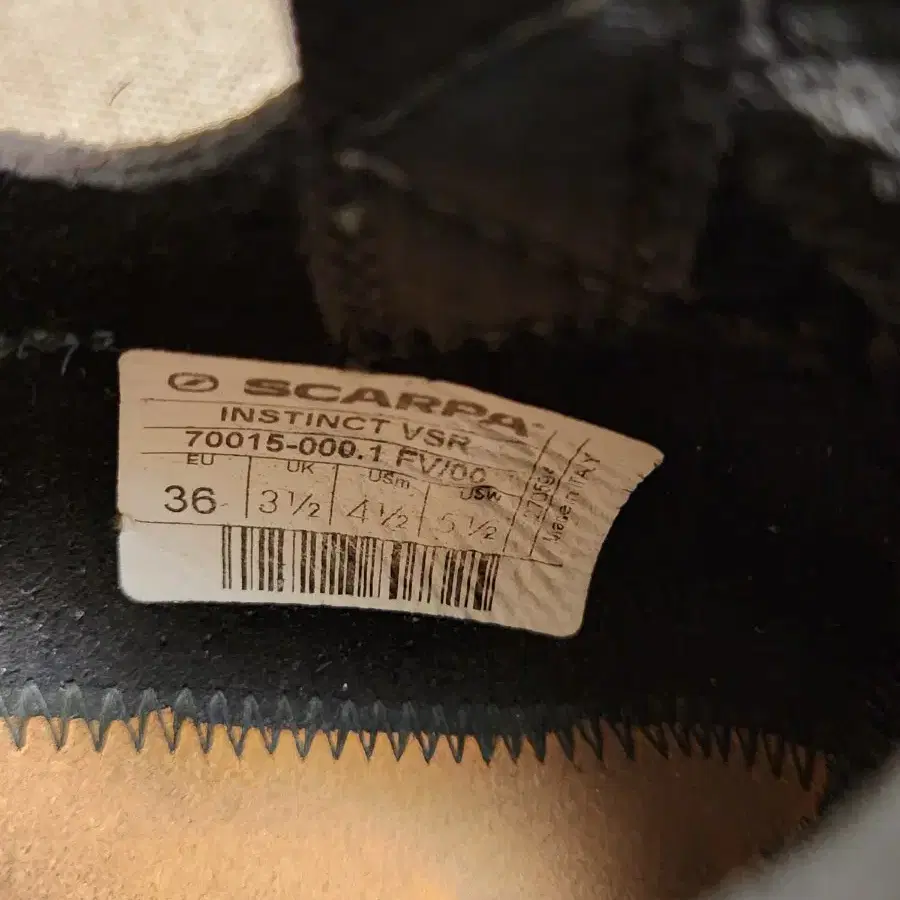 SCARPA
INSTINCT VSR
70015-000.1 FV/00
EU UK USm USW
36 3½ 4½ 5½
Made in ITALY